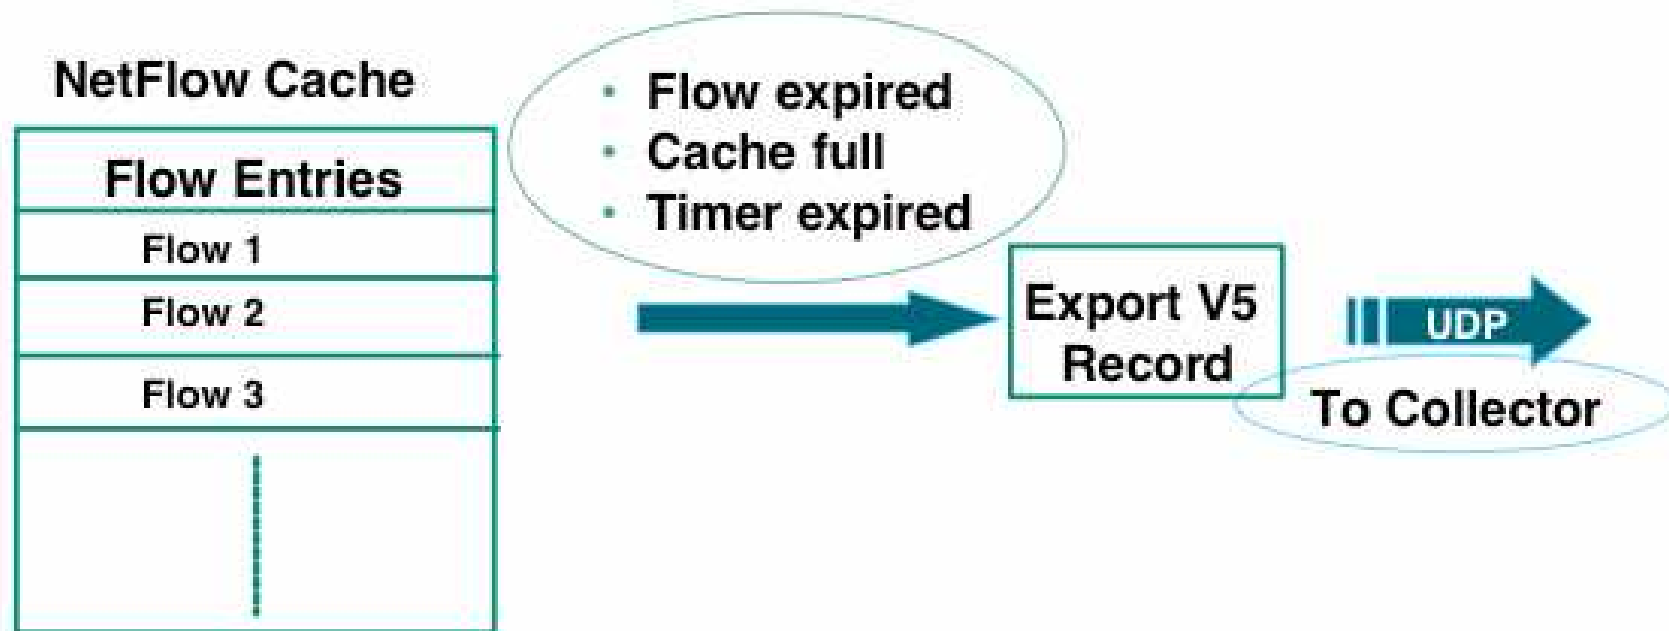 NetFlow Cache
Flow Entries
Flow 1
Flow 2
Flow 3
• Flow expired
• Cache full
• Timer expired
Export V5
Record
UDP
To Collector